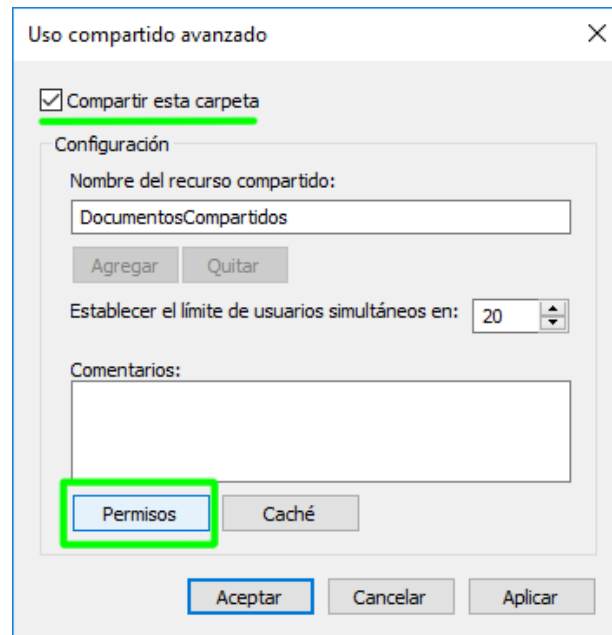 Uso compartido avanzado
Compartir esta carpeta
Configuración
Nombre del recurso compartido:
DocumentosCompartidos
Agregar Quitar
Establecer el límite de usuarios simultáneos en: 20
Comentarios:
Permisos Caché
Aceptar Cancelar Aplicar